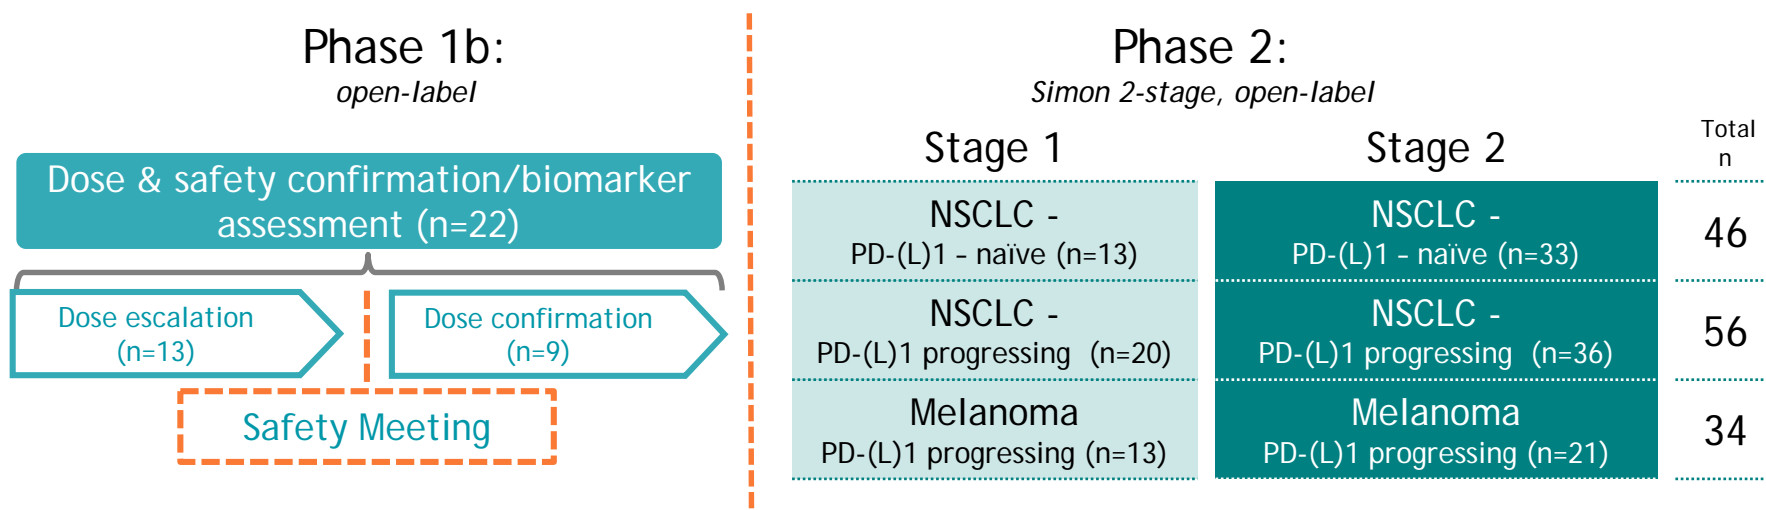 Phase 1b:
open-label
Dose & safety confirmation/biomarker
assessment (n=22)
Dose escalation
(n=13)
Dose confirmation
(n=9)
Safety Meeting
Phase 2:
Simon 2-stage, open-label
Stage 1
Stage 2
Total
n
NSCLC -
PD-(L)1 – naïve (n=13)
NSCLC -
PD-(L)1 – naïve (n=33)
46
NSCLC -
PD-(L)1 progressing (n=20)
NSCLC -
PD-(L)1 progressing (n=36)
56
Melanoma
PD-(L)1 progressing (n=13)
Melanoma
PD-(L)1 progressing (n=21)
34